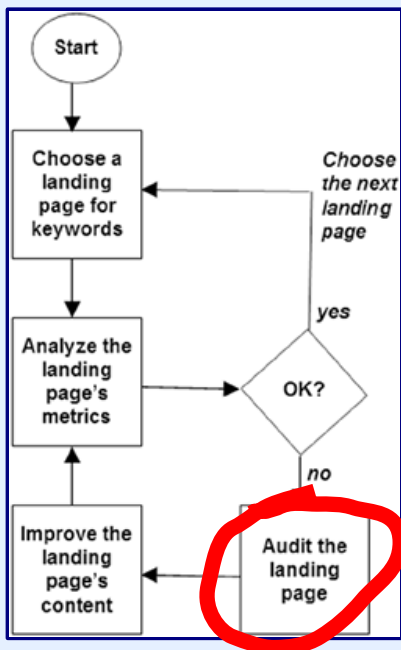 Start
Choose a
landing
page for
keywords
Choose
the next
landing
page
yes
Analyze the
landing
page's
metrics
OK?
no
Improve the
landing
page's
content
Audit the
landing
page